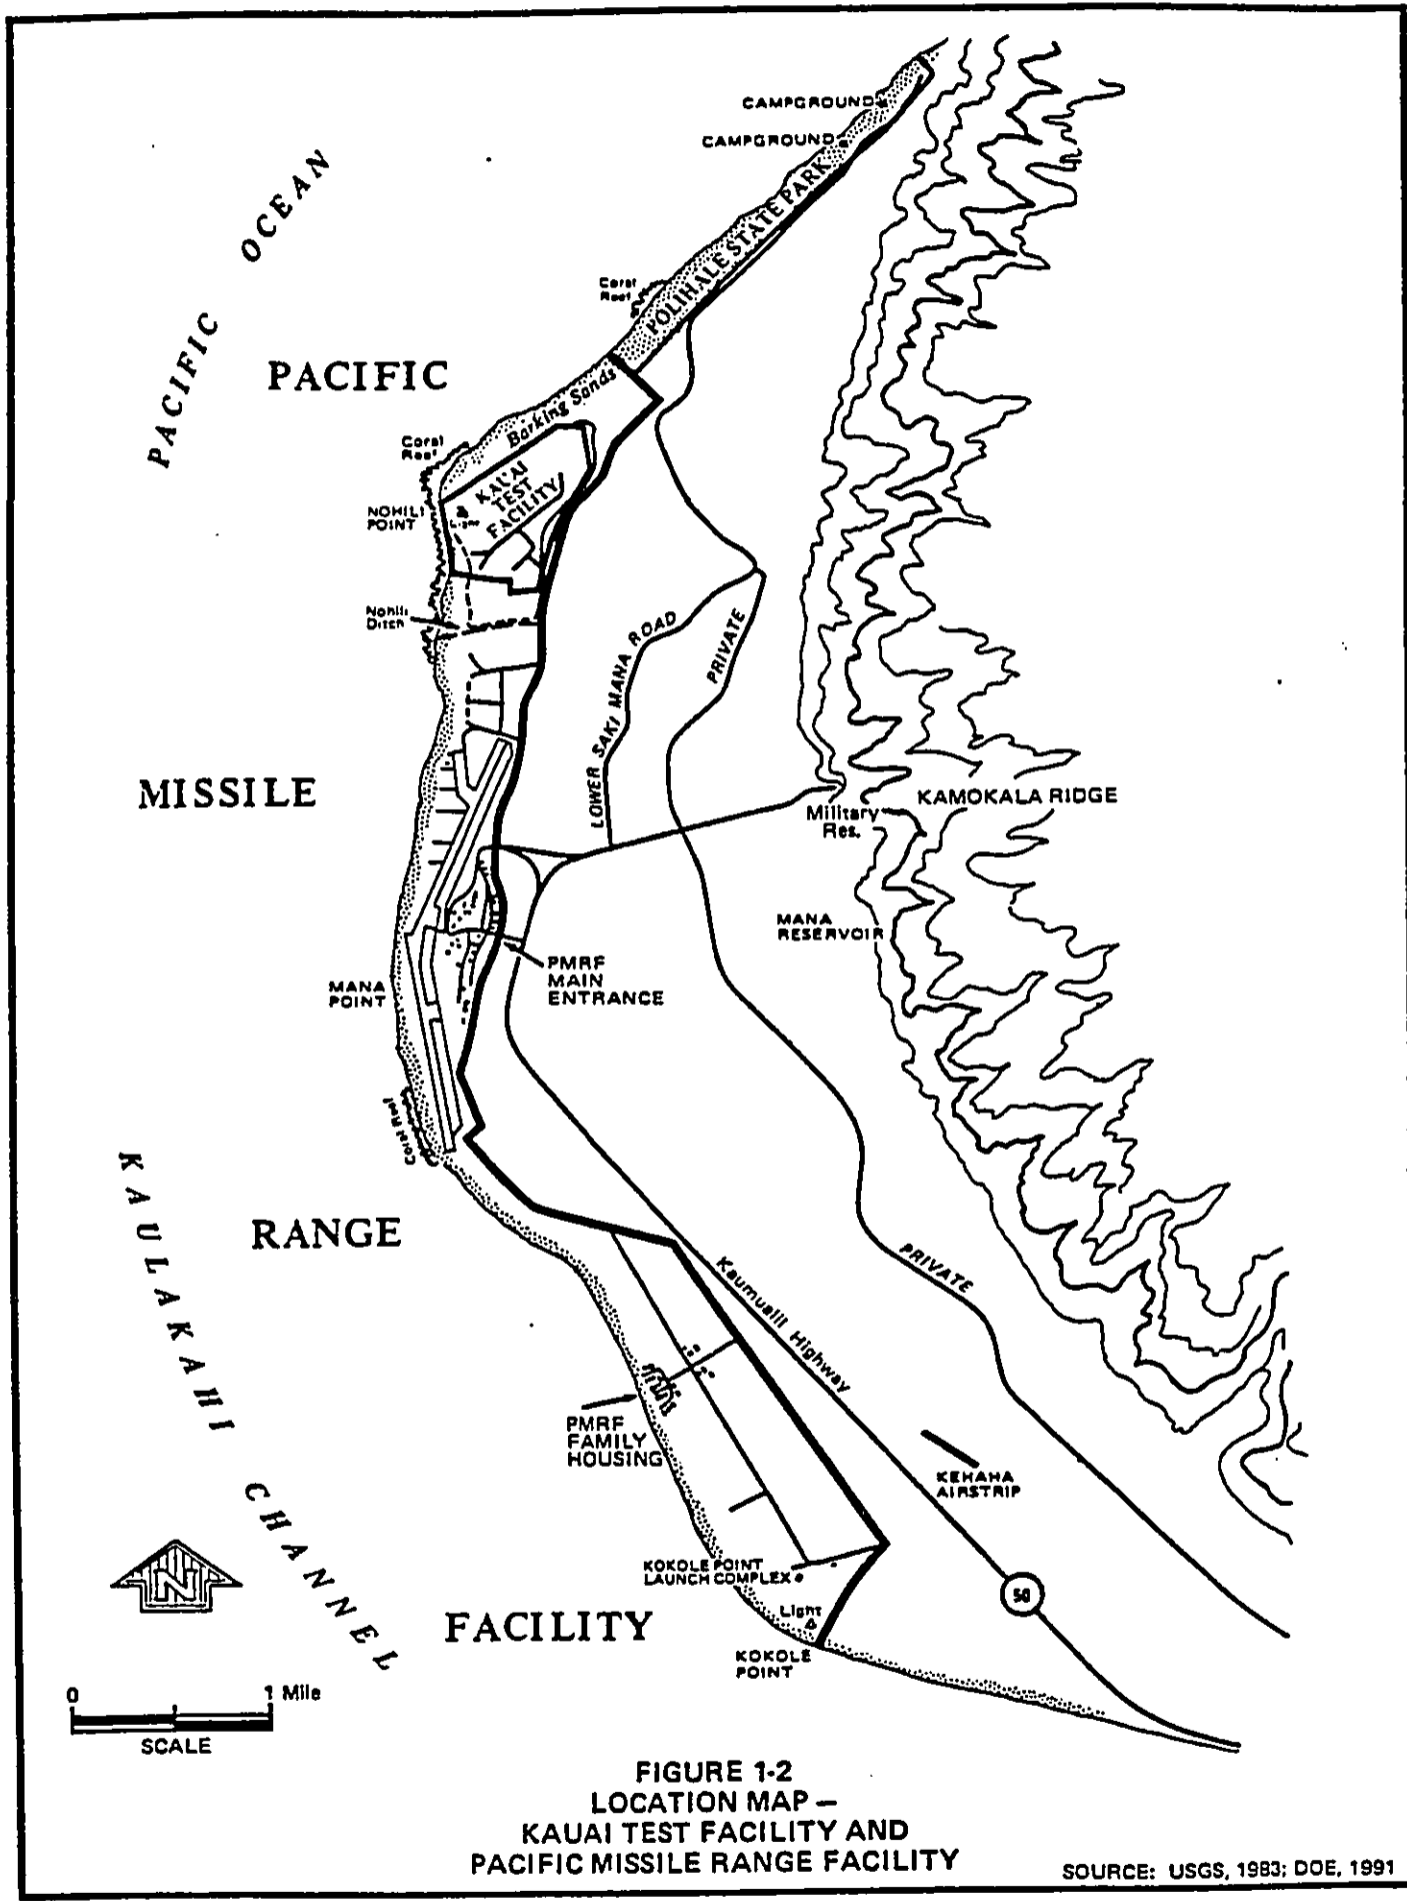 CAMPGROUND
CAMPGROUND
PACIFIC OCEAN
POLIHALE STATE PARK
Coral
Reef
PACIFIC
Barking Sands
Coral
Reef
KAUAI
TEST
FACILITY
NOHILI
POINT
Nohili
Ditch
LOWER SAKI MANA ROAD
PRIVATE
MISSILE
KAMOKALA RIDGE
Military
Res.
MANA
RESERVOIR
PMRF
MAIN
ENTRANCE
MANA
POINT
Coral Reef
KAULAKAHI CHANNEL
RANGE
PRIVATE
Kaumualii Highway
PMRF
FAMILY
HOUSING
KEHAHA
AIRSTRIP
KOKOLE POINT
LAUNCH COMPLEX
50
Light
N
FACILITY
KOKOLE
POINT
0 1 Mile
SCALE
FIGURE 1-2
LOCATION MAP –
KAUAI TEST FACILITY AND
PACIFIC MISSILE RANGE FACILITY
SOURCE: USGS, 1983; DOE, 1991